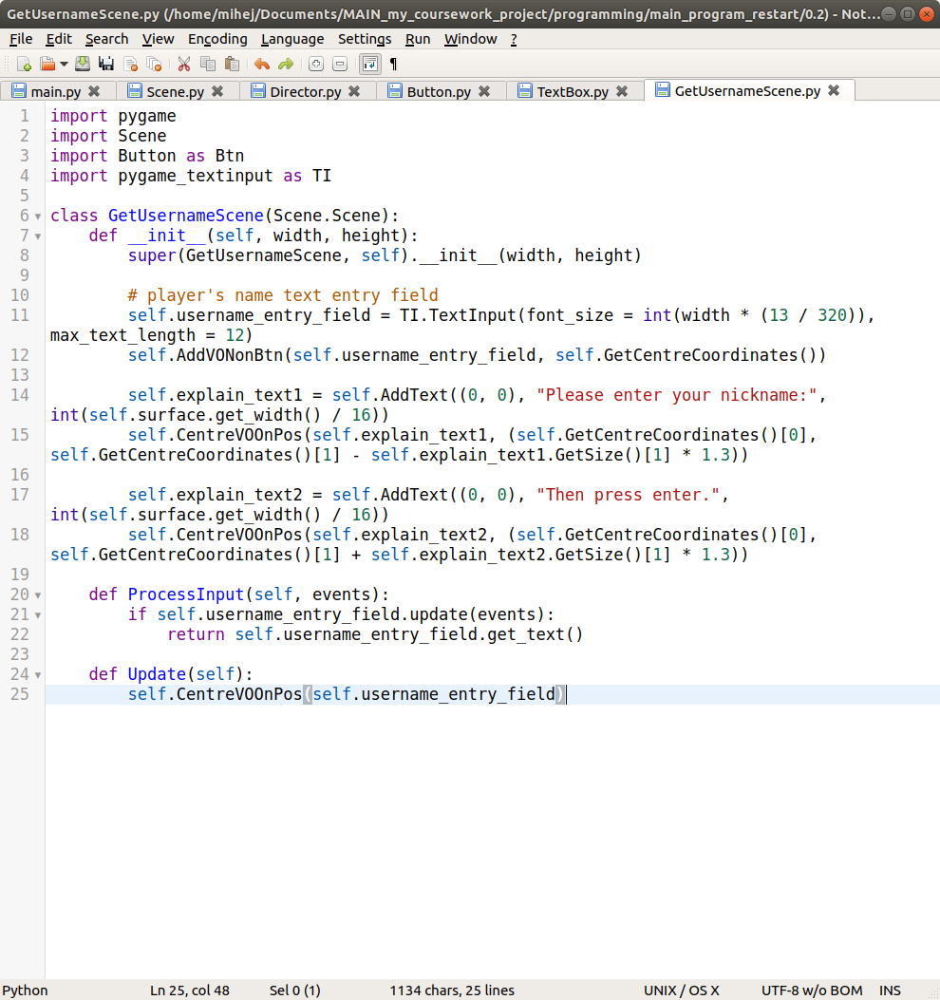 GetUsernameScene.py (/home/mihej/Documents/MAIN_my_coursework_project/programming/main_program_restart/0.2) - Not...
File Edit Search View Encoding Language Settings Run Window ?
main.py Scene.py Director.py Button.py TextBox.py GetUsernameScene.py
1 import pygame
2 import Scene
3 import Button as Btn
4 import pygame_textinput as TI
5
6 class GetUsernameScene(Scene.Scene):
7     def __init__(self, width, height):
8         super(GetUsernameScene, self).__init__(width, height)
9
10         # player's name text entry field
11         self.username_entry_field = TI.TextInput(font_size = int(width * (13 / 320)),
max_text_length = 12)
12         self.AddVONonBtn(self.username_entry_field, self.GetCentreCoordinates())
13
14         self.explain_text1 = self.AddText((0, 0), "Please enter your nickname:",
int(self.surface.get_width() / 16))
15         self.CentreVOOnPos(self.explain_text1, (self.GetCentreCoordinates()[0],
self.GetCentreCoordinates()[1] - self.explain_text1.GetSize()[1] * 1.3))
16
17         self.explain_text2 = self.AddText((0, 0), "Then press enter.",
int(self.surface.get_width() / 16))
18         self.CentreVOOnPos(self.explain_text2, (self.GetCentreCoordinates()[0],
self.GetCentreCoordinates()[1] + self.explain_text2.GetSize()[1] * 1.3))
19
20     def ProcessInput(self, events):
21         if self.username_entry_field.update(events):
22             return self.username_entry_field.get_text()
23
24     def Update(self):
25         self.CentreVOOnPos(self.username_entry_field)
Python Ln 25, col 48 Sel 0 (1) 1134 chars, 25 lines UNIX / OS X UTF-8 w/o BOM INS